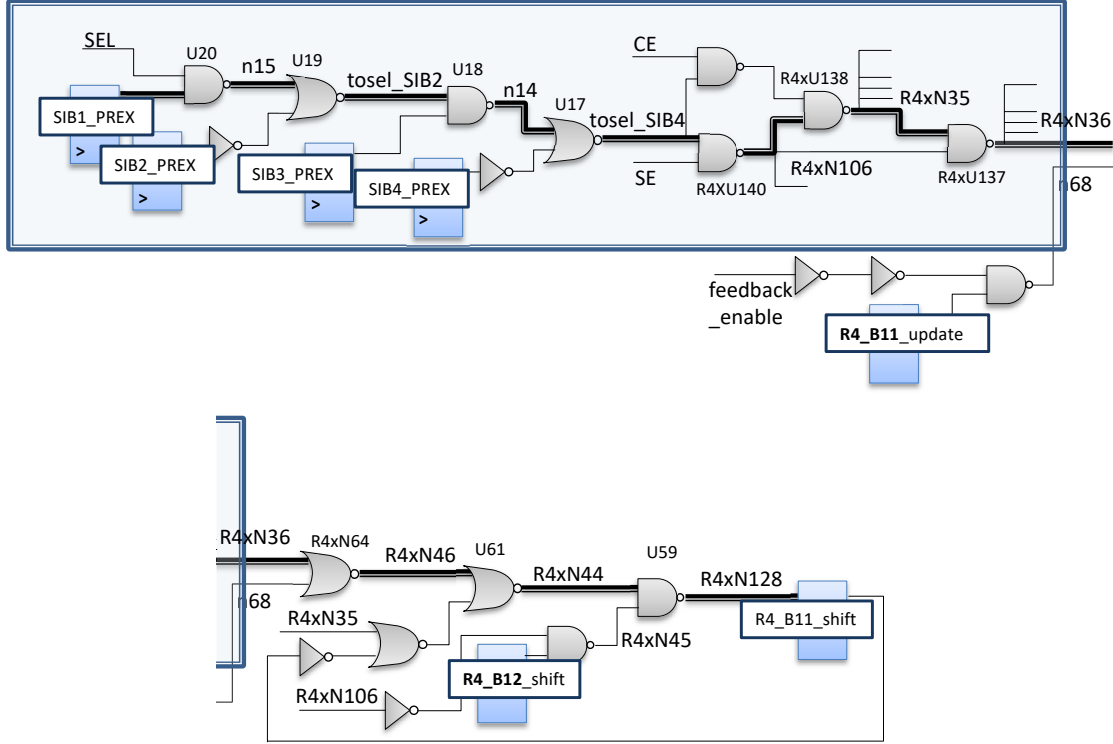 SEL
U20
n15
U19
tosel_SIB2
U18
n14
U17
tosel_SIB4
CE
R4xU138
R4xN35
R4xN36
SIB1_PREX
>
SIB2_PREX
>
SIB3_PREX
>
SIB4_PREX
>
SE
R4XU140
R4xN106
R4xU137
n68
feedback
_enable
R4_B11_update
R4xN36
R4xN64
R4xN46
U61
R4xN44
U59
R4xN128
n68
R4xN35
R4xN45
R4_B11_shift
R4_B12_shift
R4xN106